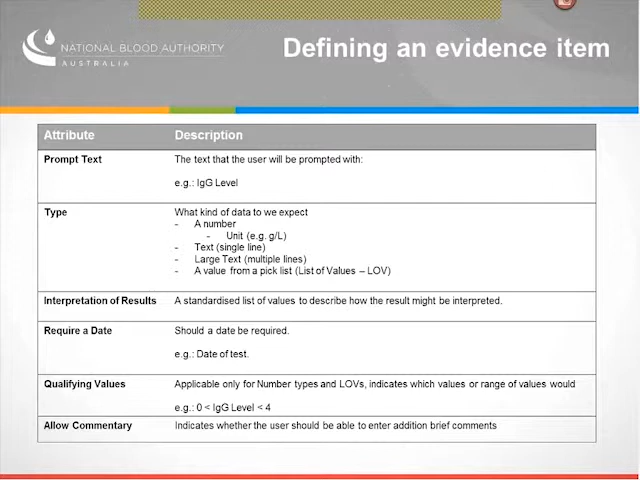 NATIONAL BLOOD AUTHORITY
AUSTRALIA
Defining an evidence item
Attribute Description
Prompt Text The text that the user will be prompted with:
e.g.: IgG Level
Type What kind of data to we expect
- A number
- Unit (e.g. g/L)
- Text (single line)
- Large Text (multiple lines)
- A value from a pick list (List of Values – LOV)
Interpretation of Results A standardised list of values to describe how the result might be interpreted.
Require a Date Should a date be required.
e.g.: Date of test.
Qualifying Values Applicable only for Number types and LOVs, indicates which values or range of values would
e.g.: 0 < IgG Level < 4
Allow Commentary Indicates whether the user should be able to enter addition brief comments